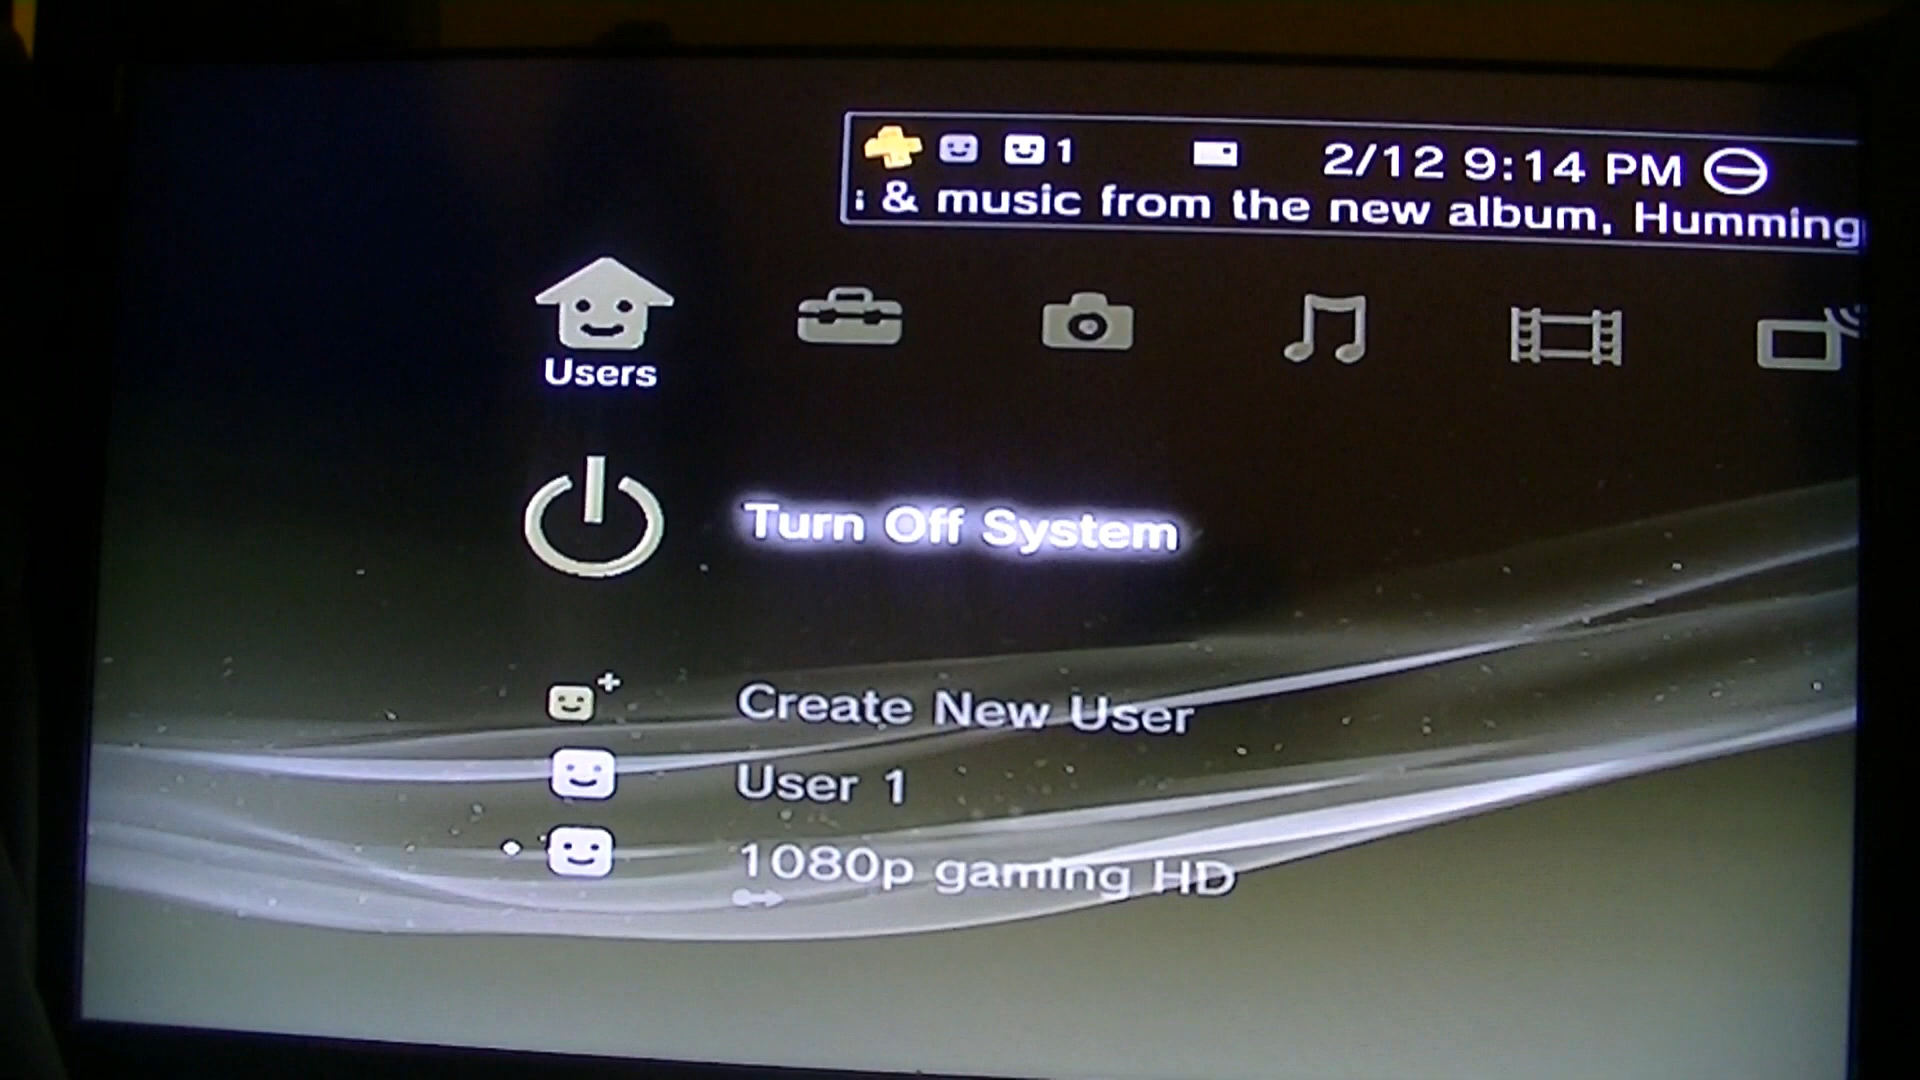 1
2/12 9:14 PM
: & music from the new album, Humming
Users
Turn Off System
Create New User
User 1
1080p gaming HD